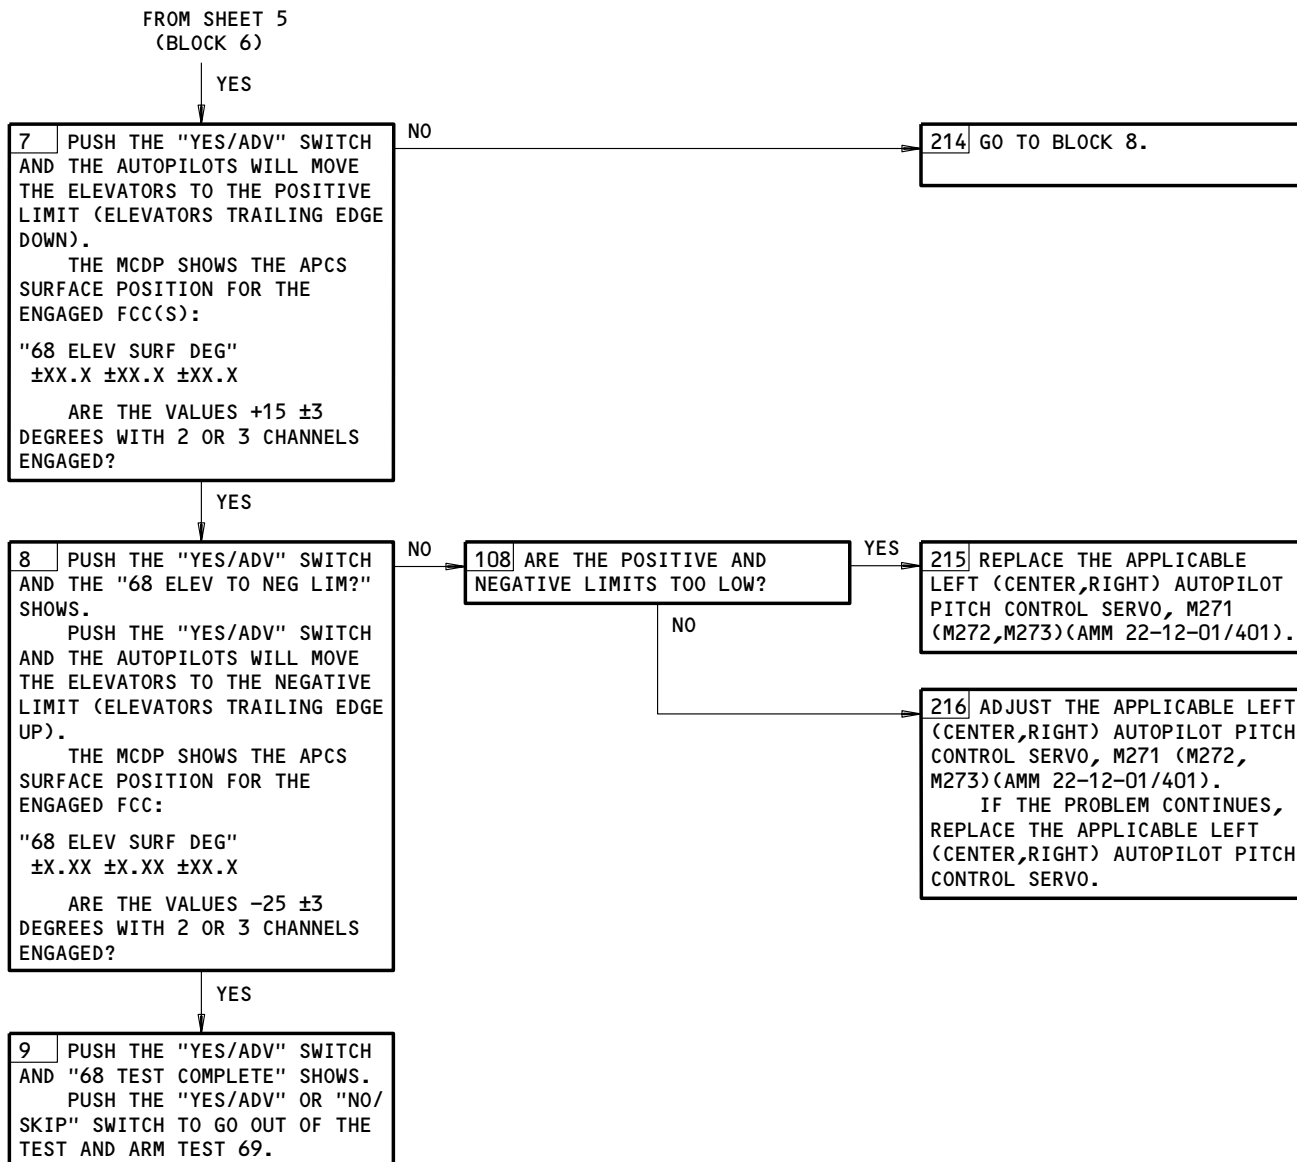 FROM SHEET 5
(BLOCK 6)
YES
7 PUSH THE "YES/ADV" SWITCH
AND THE AUTOPILOTS WILL MOVE
THE ELEVATORS TO THE POSITIVE
LIMIT (ELEVATORS TRAILING EDGE
DOWN).
THE MCDP SHOWS THE APCS
SURFACE POSITION FOR THE
ENGAGED FCC(S):
"68 ELEV SURF DEG"
±XX.X ±XX.X ±XX.X
ARE THE VALUES +15 ±3
DEGREES WITH 2 OR 3 CHANNELS
ENGAGED?
NO
214 GO TO BLOCK 8.
YES
8 PUSH THE "YES/ADV" SWITCH
AND THE "68 ELEV TO NEG LIM?"
SHOWS.
PUSH THE "YES/ADV" SWITCH
AND THE AUTOPILOTS WILL MOVE
THE ELEVATORS TO THE NEGATIVE
LIMIT (ELEVATORS TRAILING EDGE
UP).
THE MCDP SHOWS THE APCS
SURFACE POSITION FOR THE
ENGAGED FCC:
"68 ELEV SURF DEG"
±X.XX ±X.XX ±XX.X
ARE THE VALUES -25 ±3
DEGREES WITH 2 OR 3 CHANNELS
ENGAGED?
NO
108 ARE THE POSITIVE AND
NEGATIVE LIMITS TOO LOW?
YES
215 REPLACE THE APPLICABLE
LEFT (CENTER,RIGHT) AUTOPILOT
PITCH CONTROL SERVO, M271
(M272,M273)(AMM 22-12-01/401).
NO
216 ADJUST THE APPLICABLE LEFT
(CENTER,RIGHT) AUTOPILOT PITCH
CONTROL SERVO, M271 (M272,
M273)(AMM 22-12-01/401).
IF THE PROBLEM CONTINUES,
REPLACE THE APPLICABLE LEFT
(CENTER,RIGHT) AUTOPILOT PITCH
CONTROL SERVO.
YES
9 PUSH THE "YES/ADV" SWITCH
AND "68 TEST COMPLETE" SHOWS.
PUSH THE "YES/ADV" OR "NO/
SKIP" SWITCH TO GO OUT OF THE
TEST AND ARM TEST 69.